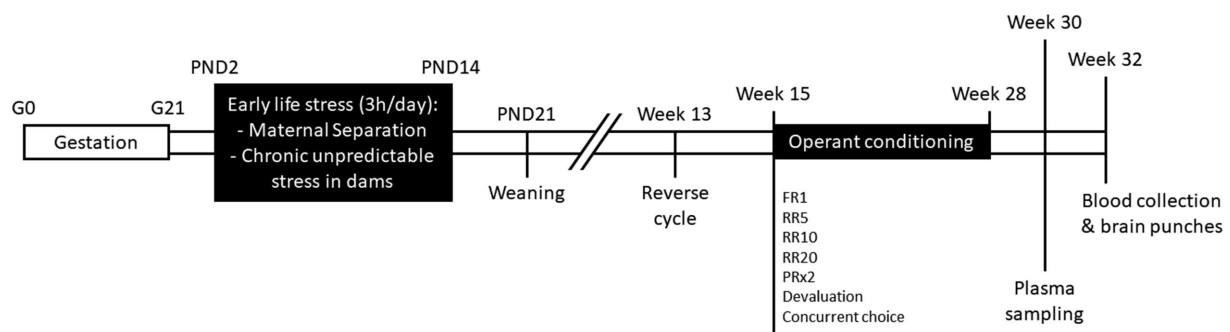 G0
Gestation
G21
PND2
Early life stress (3h/day):
- Maternal Separation
- Chronic unpredictable
stress in dams
PND14
PND21
Weaning
Week 13
Reverse
cycle
Week 15
Operant conditioning
Week 28
FR1
RR5
RR10
RR20
PRx2
Devaluation
Concurrent choice
Week 30
Plasma
sampling
Week 32
Blood collection
& brain punches